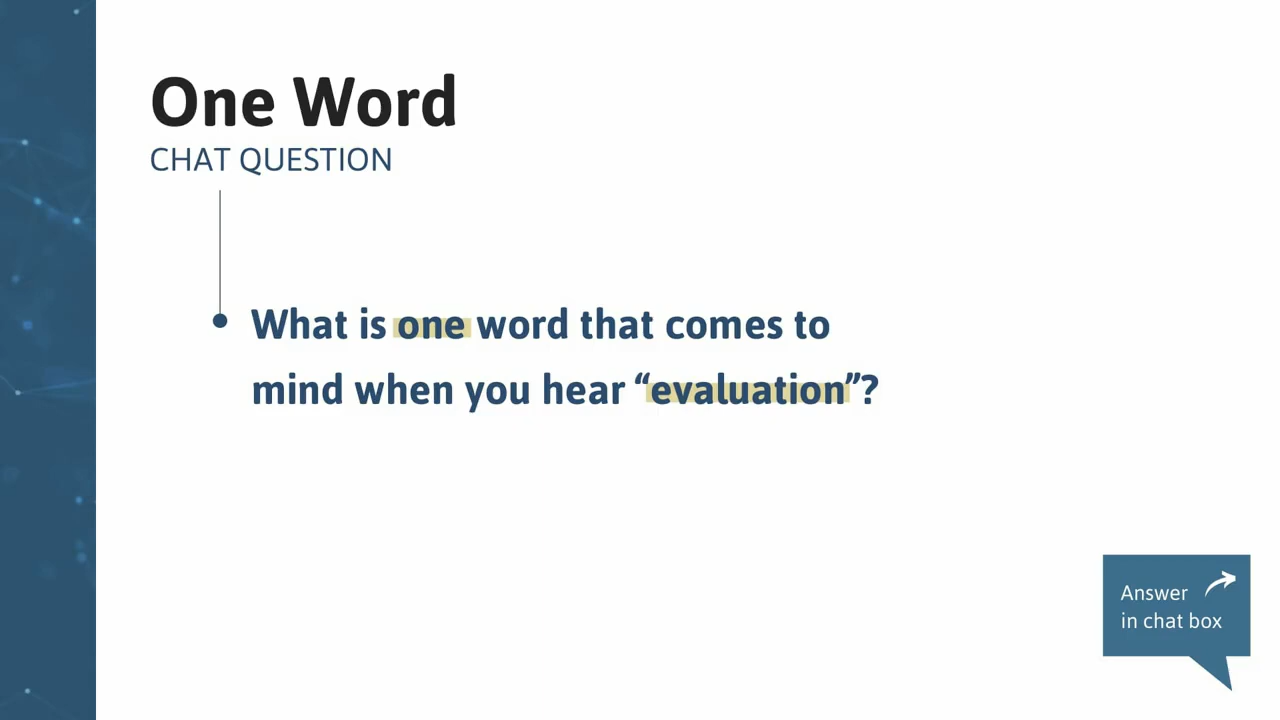 One Word
CHAT QUESTION
What is one word that comes to
mind when you hear “evaluation”?
Answer
in chat box